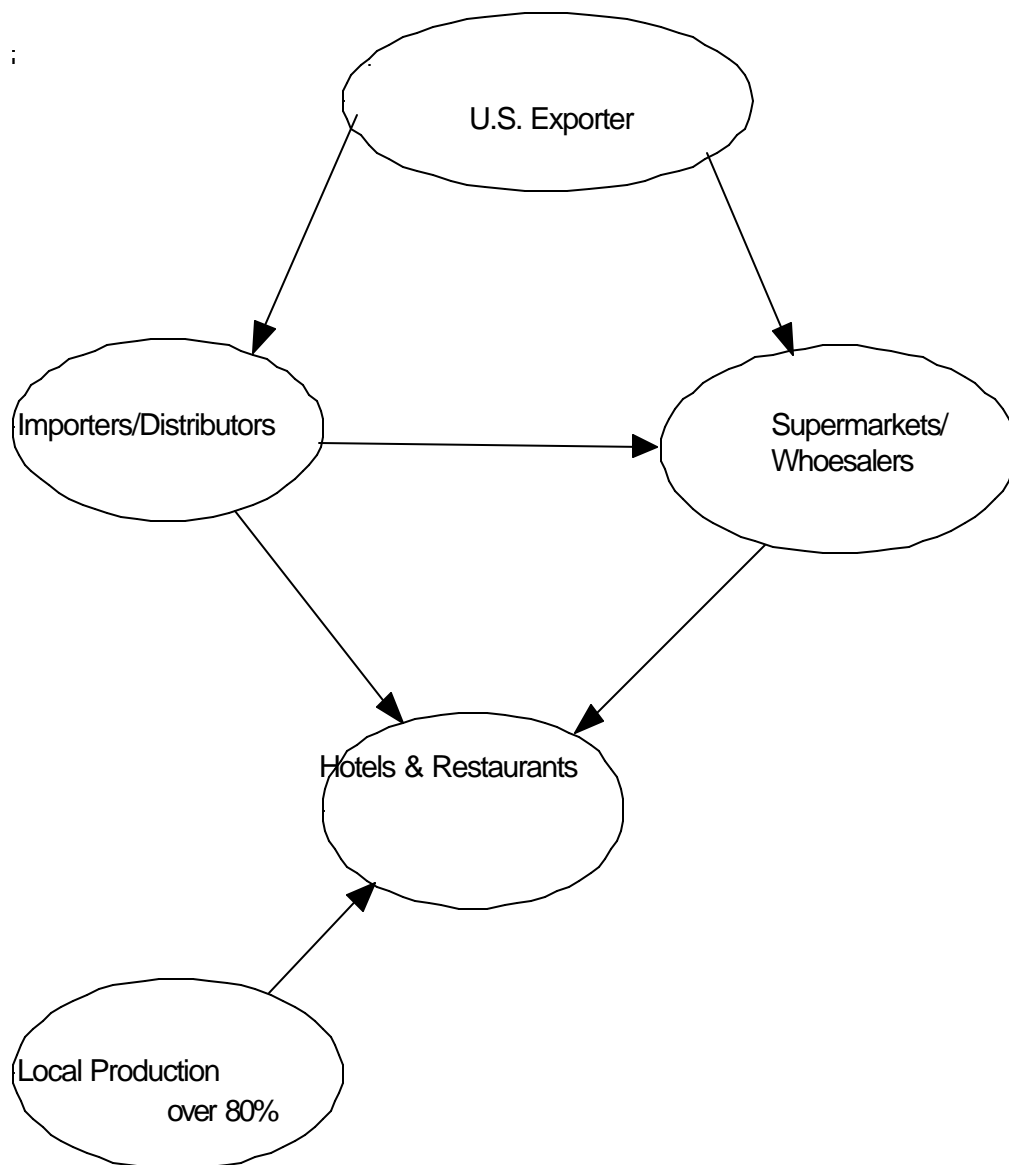 U.S. Exporter
Importers/Distributors
Supermarkets/
Whoesalers
Hotels & Restaurants
Local Production
over 80%